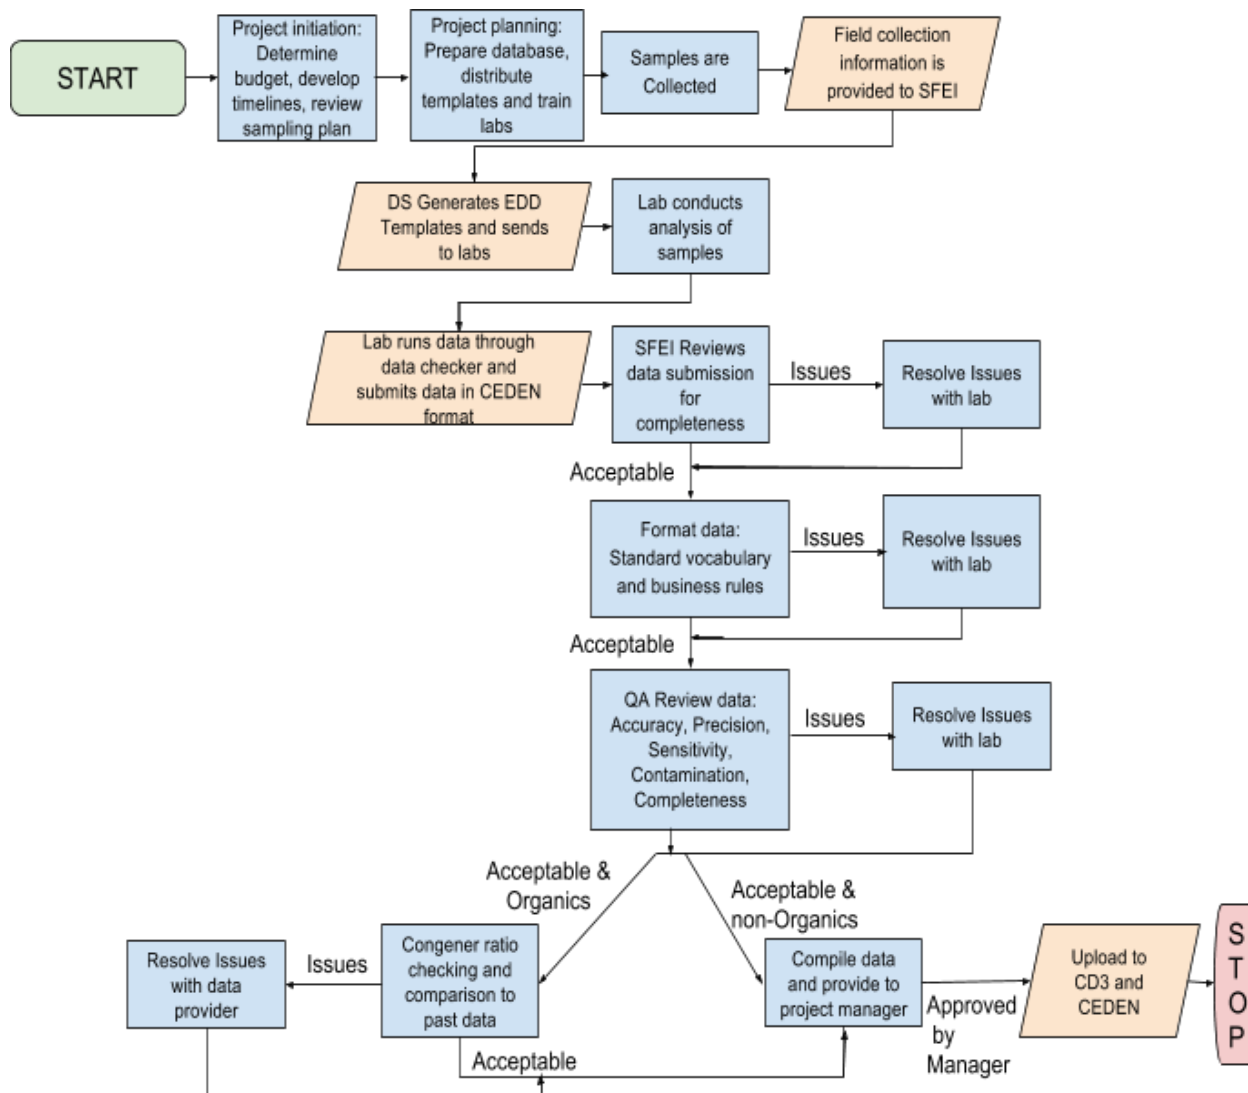 START
Project initiation:
Determine
budget, develop
timelines, review
sampling plan
Project planning:
Prepare database,
distribute
templates and train
labs
Samples are
Collected
Field collection
information is
provided to SFEI
DS Generates EDD
Templates and sends
to labs
Lab conducts
analysis of
samples
Lab runs data through
data checker and
submits data in CEDEN
format
SFEI Reviews
data submission
for
completeness
Issues
Resolve Issues
with lab
Acceptable
Format data:
Standard vocabulary
and business rules
Issues
Resolve Issues
with lab
Acceptable
QA Review data:
Accuracy, Precision,
Sensitivity,
Contamination,
Completeness
Issues
Resolve Issues
with lab
Acceptable &
Organics
Acceptable &
non-Organics
Resolve Issues
with data
provider
Issues
Congener ratio
checking and
comparison to
past data
Acceptable
Compile data
and provide to
project manager
Approved
by
Manager
Upload to
CD3 and
CEDEN
S
T
O
P